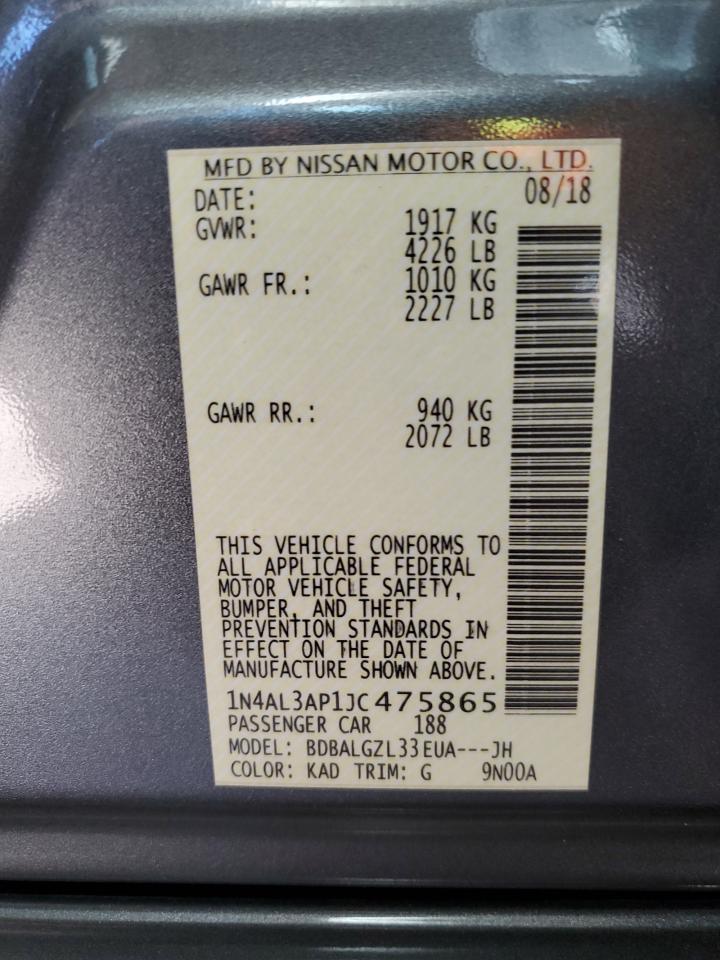 MFD BY NISSAN MOTOR CO., LTD.
DATE: 08/18
GVWR: 1917 KG
4226 LB
GAWR FR.: 1010 KG
2227 LB
GAWR RR.: 940 KG
2072 LB
THIS VEHICLE CONFORMS TO
ALL APPLICABLE FEDERAL
MOTOR VEHICLE SAFETY,
BUMPER, AND THEFT
PREVENTION STANDARDS IN
EFFECT ON THE DATE OF
MANUFACTURE SHOWN ABOVE.
1N4AL3AP1JC475865
PASSENGER CAR 188
MODEL: BDBALGZL33EUA---JH
COLOR: KAD TRIM: G 9N00A